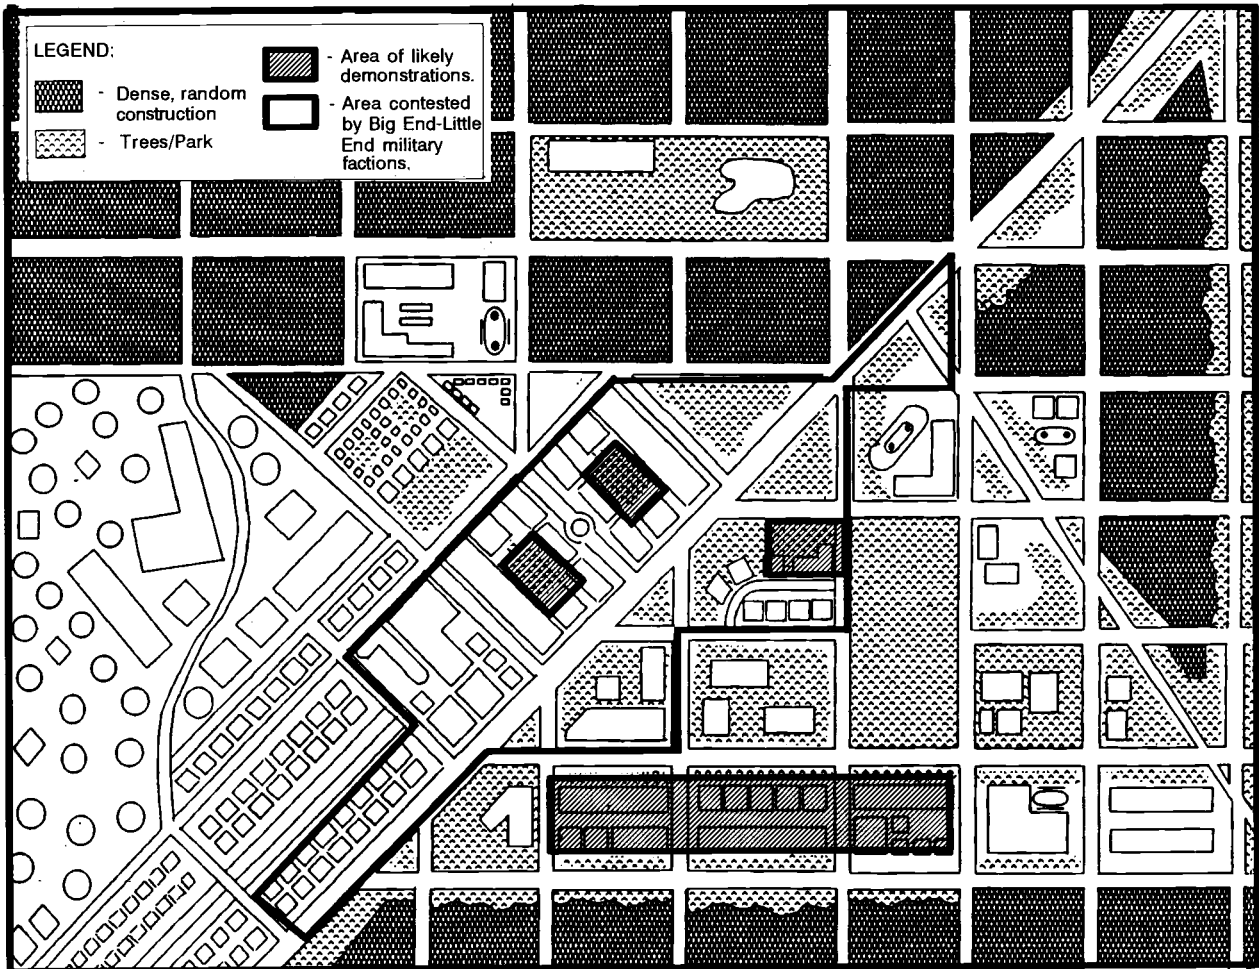 LEGEND:
- Dense, random
construction
- Trees/Park
- Area of likely
demonstrations.
- Area contested
by Big End-Little
End military
factions.